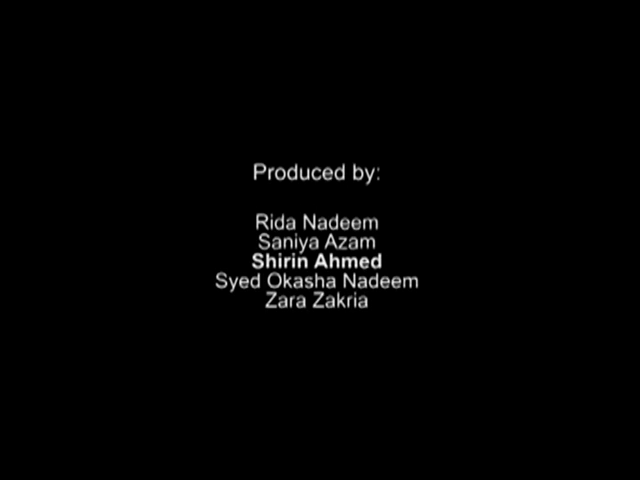 Produced by:
Rida Nadeem
Saniya Azam
Shirin Ahmed
Syed Okasha Nadeem
Zara Zakria